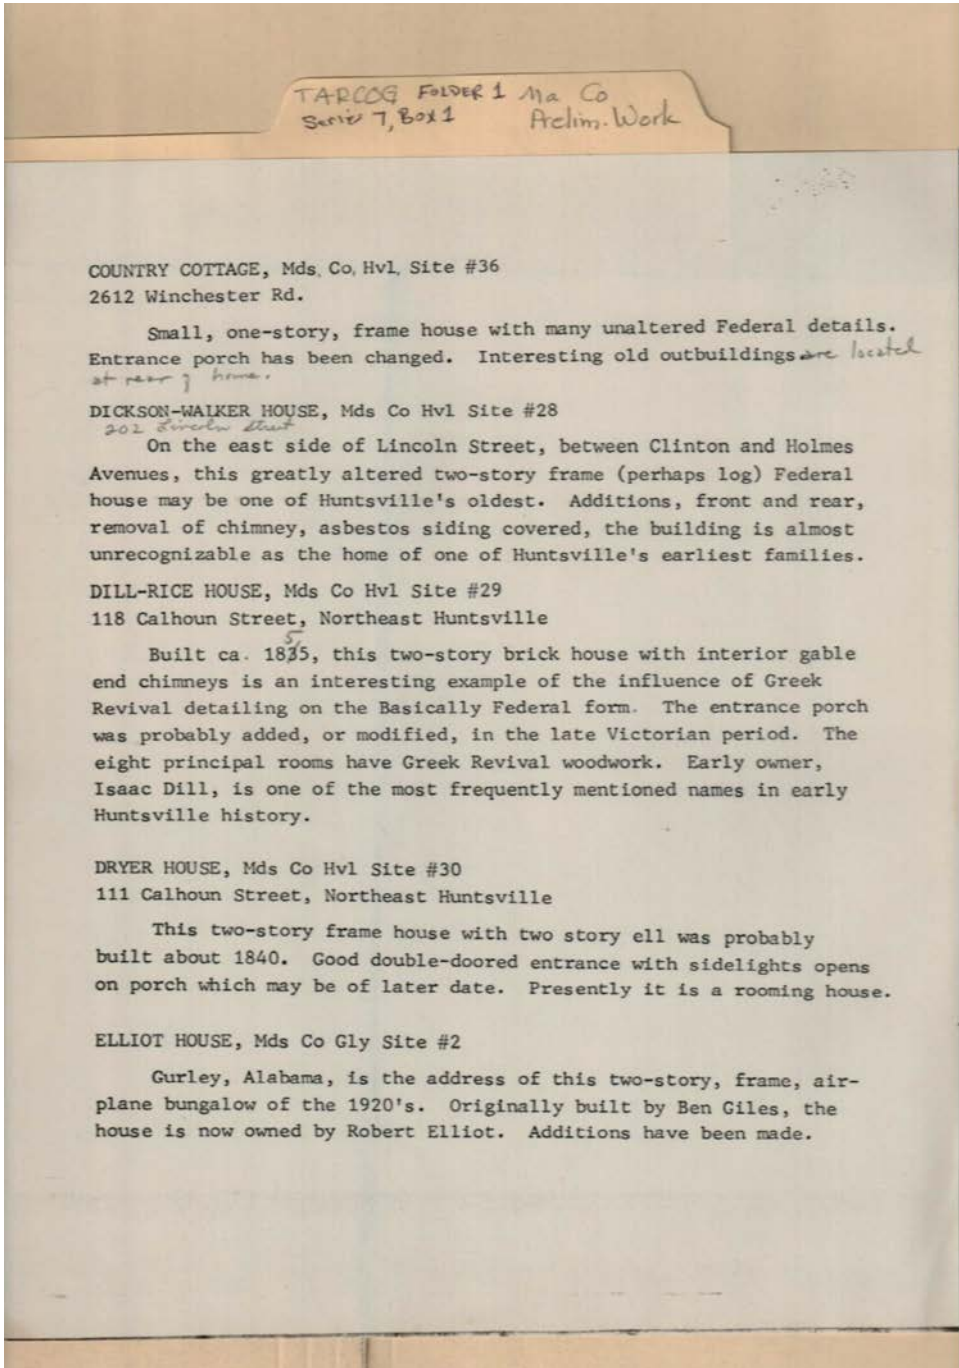 TARCOG FOLDER 1 Ma Co
Series 7, Box 1 Prelim. Work
COUNTRY COTTAGE, Mds. Co, Hvl, Site #36
2612 Winchester Rd.
Small, one-story, frame house with many unaltered Federal details.
Entrance porch has been changed. Interesting old outbuildings are located
at rear of home.
DICKSON-WALKER HOUSE, Mds Co Hvl Site #28
202 Lincoln Street
On the east side of Lincoln Street, between Clinton and Holmes
Avenues, this greatly altered two-story frame (perhaps log) Federal
house may be one of Huntsville's oldest. Additions, front and rear,
removal of chimney, asbestos siding covered, the building is almost
unrecognizable as the home of one of Huntsville's earliest families.
DILL-RICE HOUSE, Mds Co Hvl Site #29
118 Calhoun Street, Northeast Huntsville
5
Built ca. 1835, this two-story brick house with interior gable
end chimneys is an interesting example of the influence of Greek
Revival detailing on the Basically Federal form. The entrance porch
was probably added, or modified, in the late Victorian period. The
eight principal rooms have Greek Revival woodwork. Early owner,
Isaac Dill, is one of the most frequently mentioned names in early
Huntsville history.
DRYER HOUSE, Mds Co Hvl Site #30
111 Calhoun Street, Northeast Huntsville
This two-story frame house with two story ell was probably
built about 1840. Good double-doored entrance with sidelights opens
on porch which may be of later date. Presently it is a rooming house.
ELLIOT HOUSE, Mds Co Gly Site #2
Gurley, Alabama, is the address of this two-story, frame, air-
plane bungalow of the 1920's. Originally built by Ben Giles, the
house is now owned by Robert Elliot. Additions have been made.